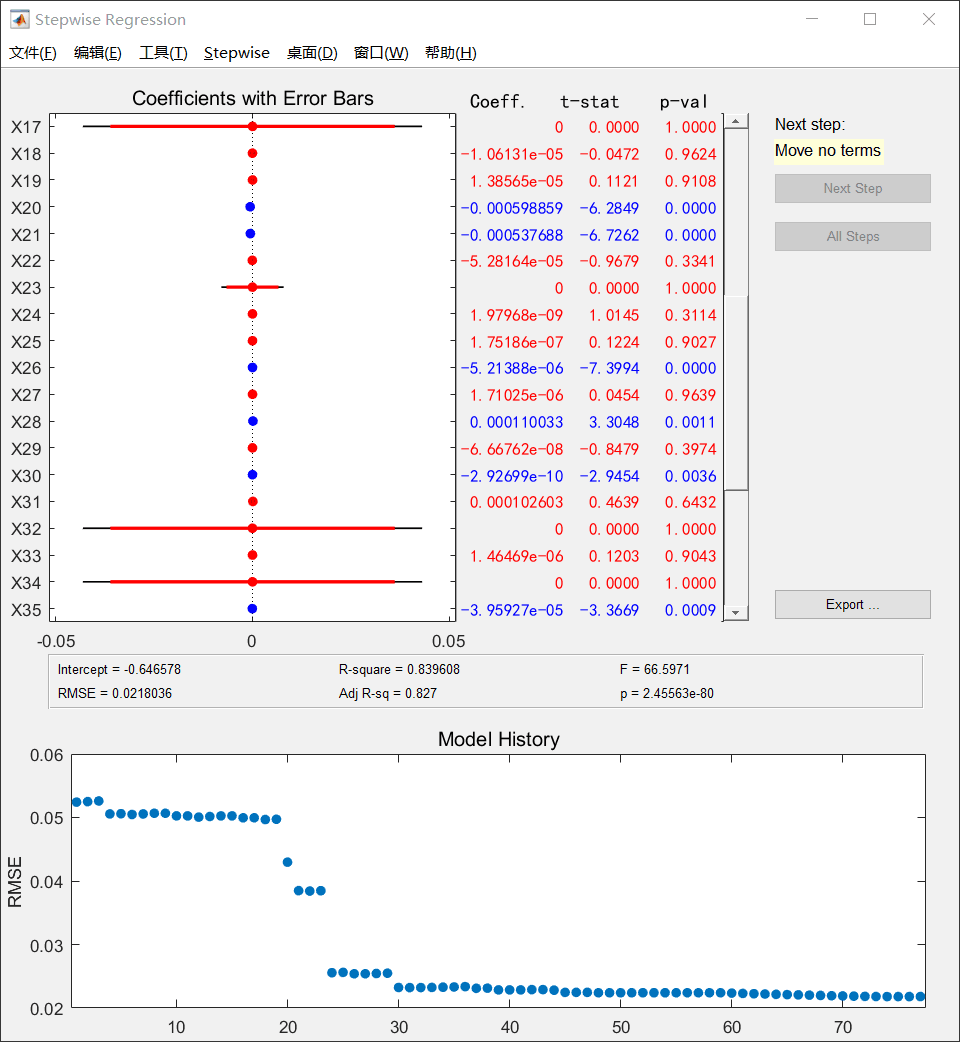 Stepwise Regression
文件(F) 编辑(E) 工具(T) Stepwise 桌面(D) 窗口(W) 帮助(H)
Coefficients with Error Bars Coeff. t-stat p-val
X17 0 0.0000 1.0000
X18 -1.06131e-05 -0.0472 0.9624
X19 1.38565e-05 0.1121 0.9108
X20 -0.000598859 -6.2849 0.0000
X21 -0.000537688 -6.7262 0.0000
X22 -5.28164e-05 -0.9679 0.3341
X23 0 0.0000 1.0000
X24 1.97968e-09 1.0145 0.3114
X25 1.75186e-07 0.1224 0.9027
X26 -5.21388e-06 -7.3994 0.0000
X27 1.71025e-06 0.0454 0.9639
X28 0.000110033 3.3048 0.0011
X29 -6.66762e-08 -0.8479 0.3974
X30 -2.92699e-10 -2.9454 0.0036
X31 0.000102603 0.4639 0.6432
X32 0 0.0000 1.0000
X33 1.46469e-06 0.1203 0.9043
X34 0 0.0000 1.0000
X35 -3.95927e-05 -3.3669 0.0009
-0.05 0 0.05
Next step:
Move no terms
Next Step
All Steps
Export ...
Intercept = -0.646578 R-square = 0.839608 F = 66.5971
RMSE = 0.0218036 Adj R-sq = 0.827 p = 2.45563e-80
Model History
RMSE
0.06
0.05
0.04
0.03
0.02
10 20 30 40 50 60 70